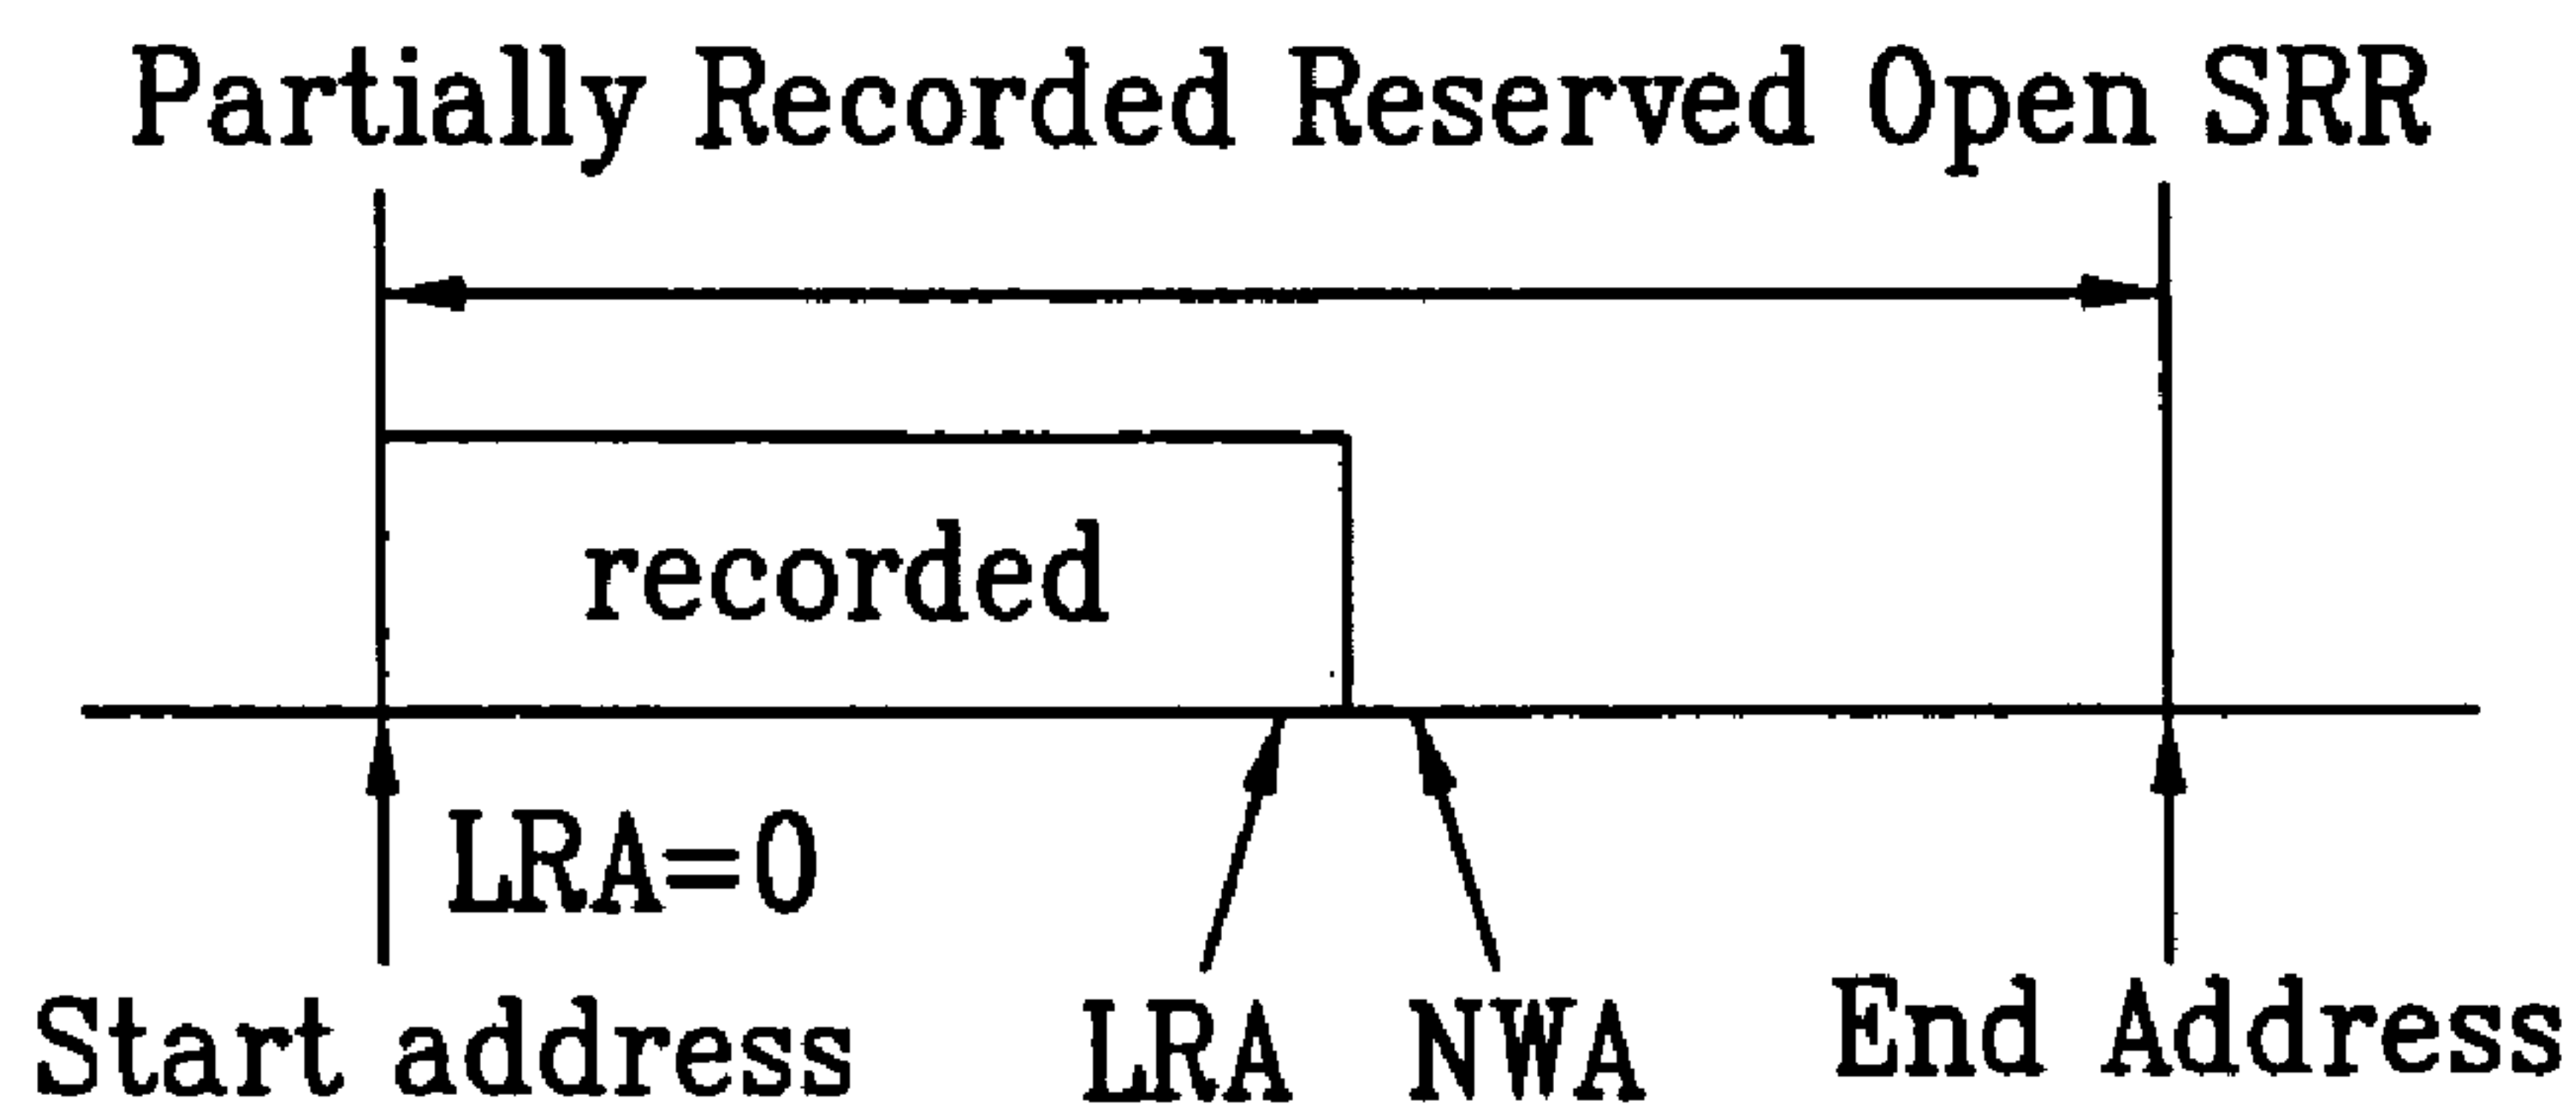 Partially Recorded Reserved Open SRR
recorded
LRA=0
Start address LRA NWA End Address